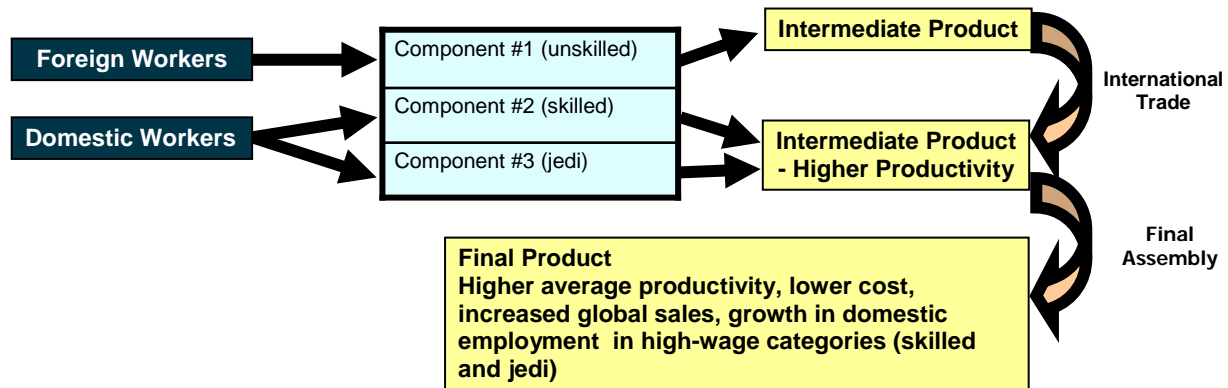 Foreign Workers
Domestic Workers
Component #1 (unskilled)
Component #2 (skilled)
Component #3 (jedi)
Intermediate Product
International
Trade
Intermediate Product
- Higher Productivity
Final
Assembly
Final Product
Higher average productivity, lower cost,
increased global sales, growth in domestic
employment  in high-wage categories (skilled
and jedi)